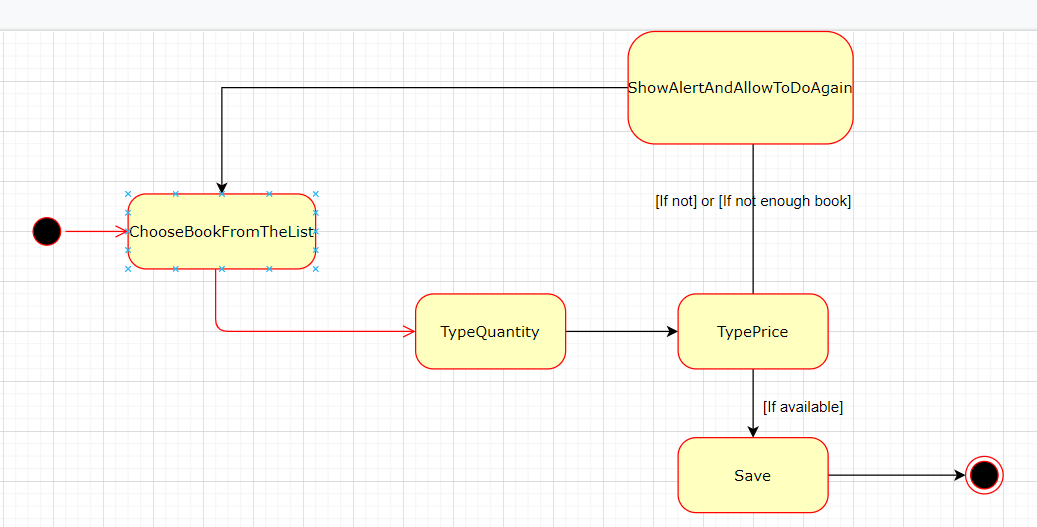 ShowAlertAndAllowToDoAgain
[If not] or [If not enough book]
ChooseBookFromTheList
TypeQuantity
TypePrice
[If available]
Save